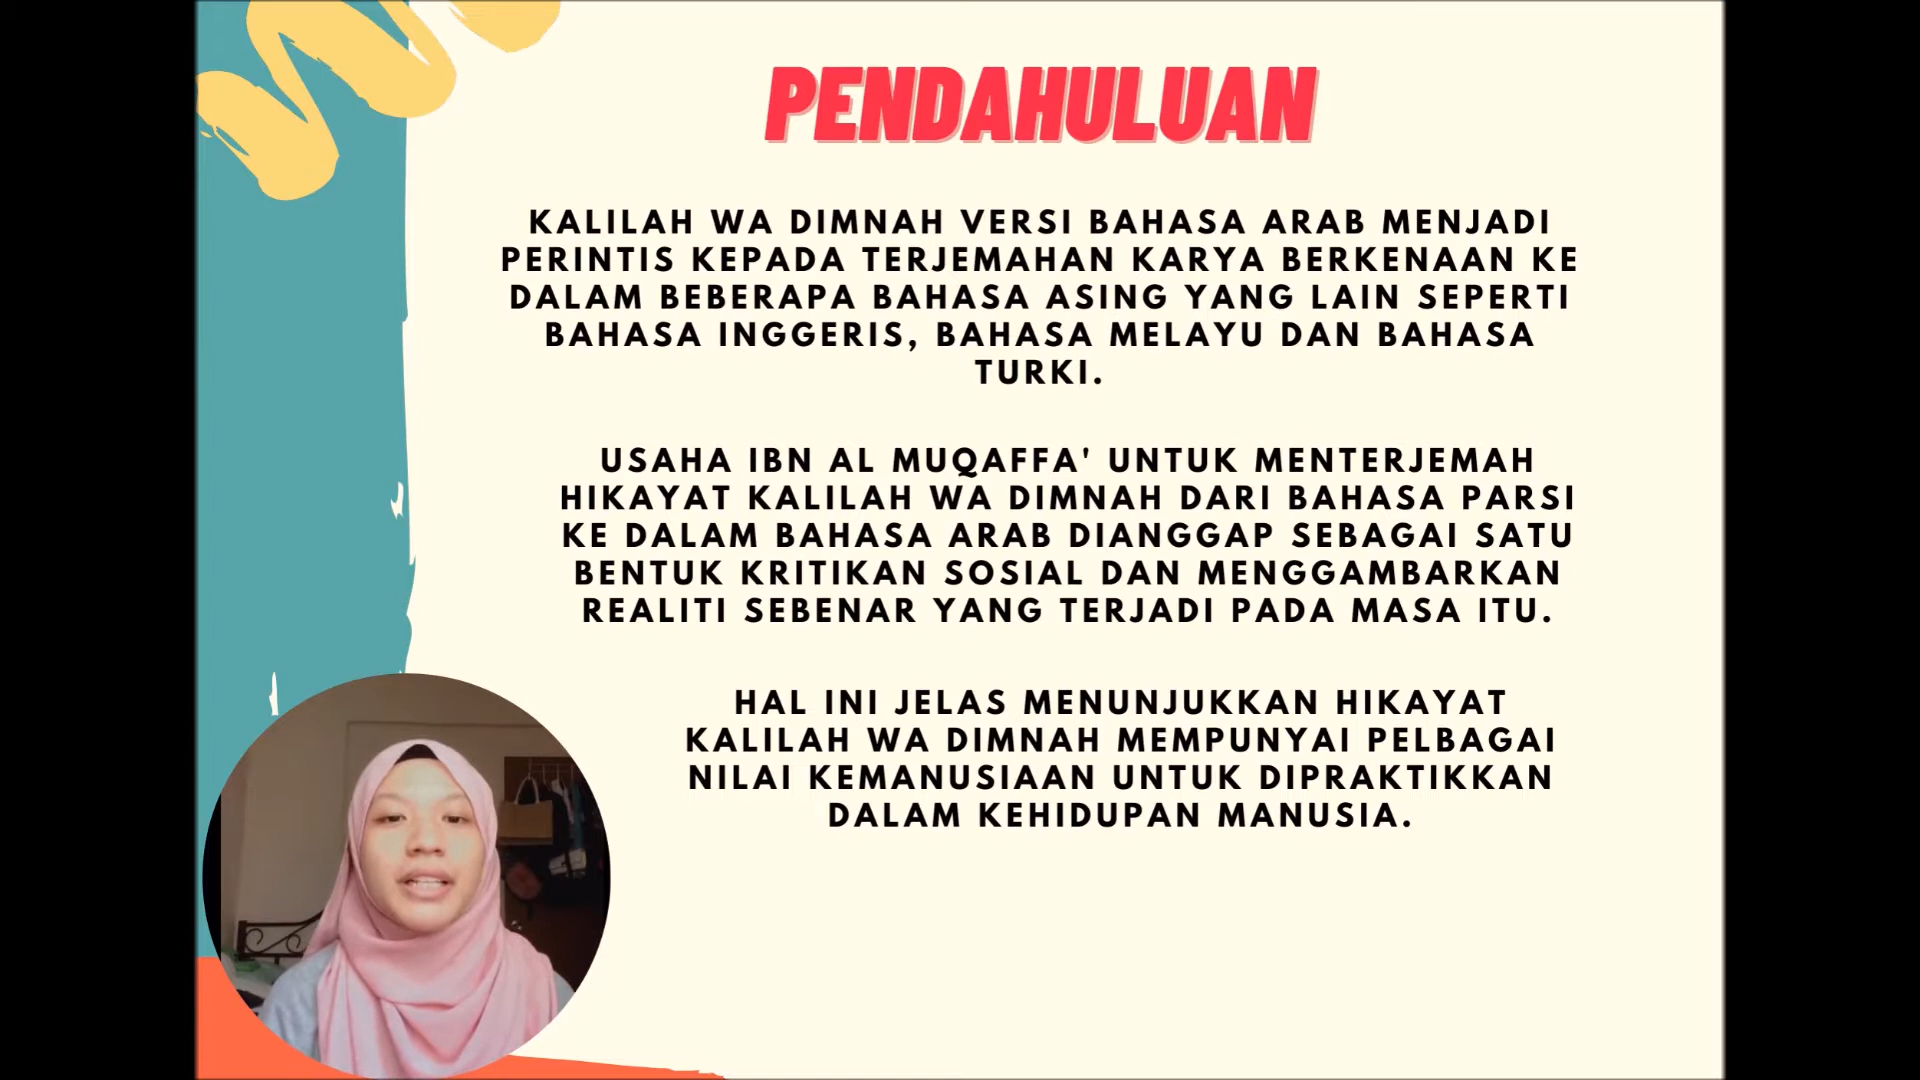 PENDAHULUAN
KALILAH WA DIMNAH VERSI BAHASA ARAB MENJADI
PERINTIS KEPADA TERJEMAHAN KARYA BERKENAAN KE
DALAM BEBERAPA BAHASA ASING YANG LAIN SEPERTI
BAHASA INGGERIS, BAHASA MELAYU DAN BAHASA
TURKI.
USAHA IBN AL MUQAFFA' UNTUK MENTERJEMAH
HIKAYAT KALILAH WA DIMNAH DARI BAHASA PARSI
KE DALAM BAHASA ARAB DIANGGAP SEBAGAI SATU
BENTUK KRITIKAN SOSIAL DAN MENGGAMBARKAN
REALITI SEBENAR YANG TERJADI PADA MASA ITU.
HAL INI JELAS MENUNJUKKAN HIKAYAT
KALILAH WA DIMNAH MEMPUNYAI PELBAGAI
NILAI KEMANUSIAAN UNTUK DIPRAKTIKKAN
DALAM KEHIDUPAN MANUSIA.